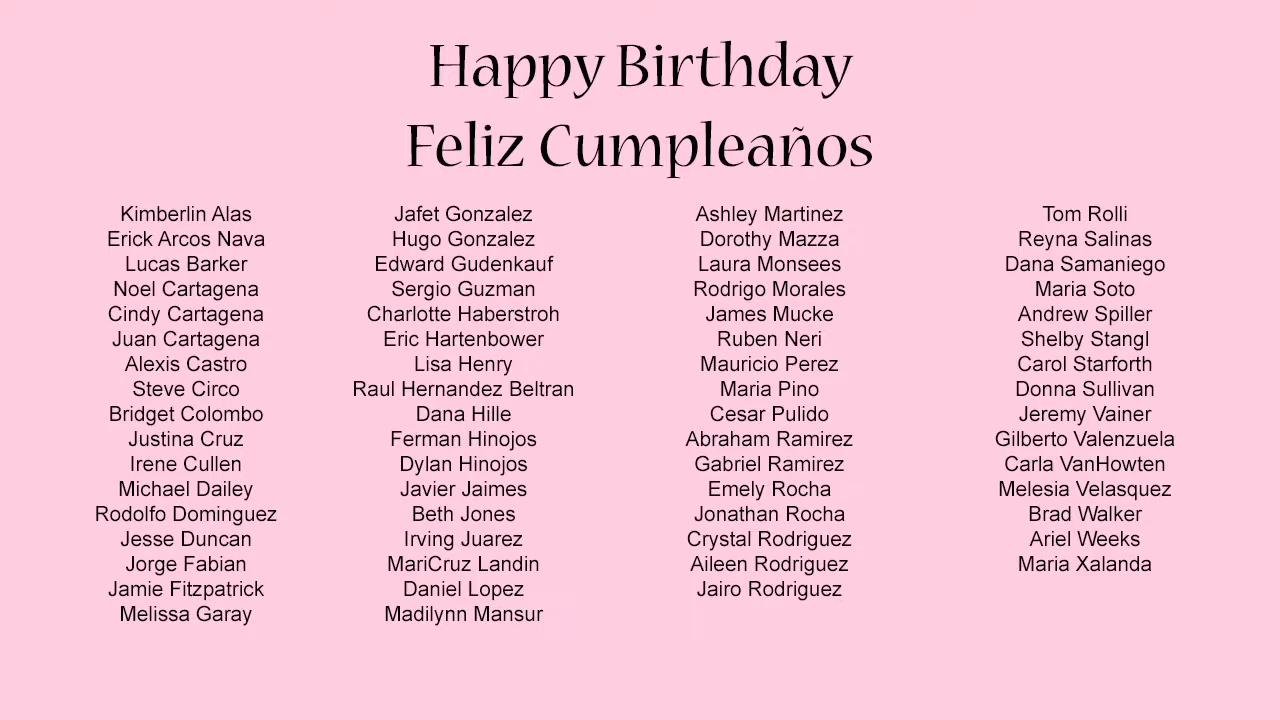 Happy Birthday
Feliz Cumpleaños
Kimberlin Alas
Erick Arcos Nava
Lucas Barker
Noel Cartagena
Cindy Cartagena
Juan Cartagena
Alexis Castro
Steve Circo
Bridget Colombo
Justina Cruz
Irene Cullen
Michael Dailey
Rodolfo Dominguez
Jesse Duncan
Jorge Fabian
Jamie Fitzpatrick
Melissa Garay
Jafet Gonzalez
Hugo Gonzalez
Edward Gudenkauf
Sergio Guzman
Charlotte Haberstroh
Eric Hartenbower
Lisa Henry
Raul Hernandez Beltran
Dana Hille
Ferman Hinojos
Dylan Hinojos
Javier Jaimes
Beth Jones
Irving Juarez
MariCruz Landin
Daniel Lopez
Madilynn Mansur
Ashley Martinez
Dorothy Mazza
Laura Monsees
Rodrigo Morales
James Mucke
Ruben Neri
Mauricio Perez
Maria Pino
Cesar Pulido
Abraham Ramirez
Gabriel Ramirez
Emely Rocha
Jonathan Rocha
Crystal Rodriguez
Aileen Rodriguez
Jairo Rodriguez
Tom Rolli
Reyna Salinas
Dana Samaniego
Maria Soto
Andrew Spiller
Shelby Stangl
Carol Starforth
Donna Sullivan
Jeremy Vainer
Gilberto Valenzuela
Carla VanHowten
Melesia Velasquez
Brad Walker
Ariel Weeks
Maria Xalanda